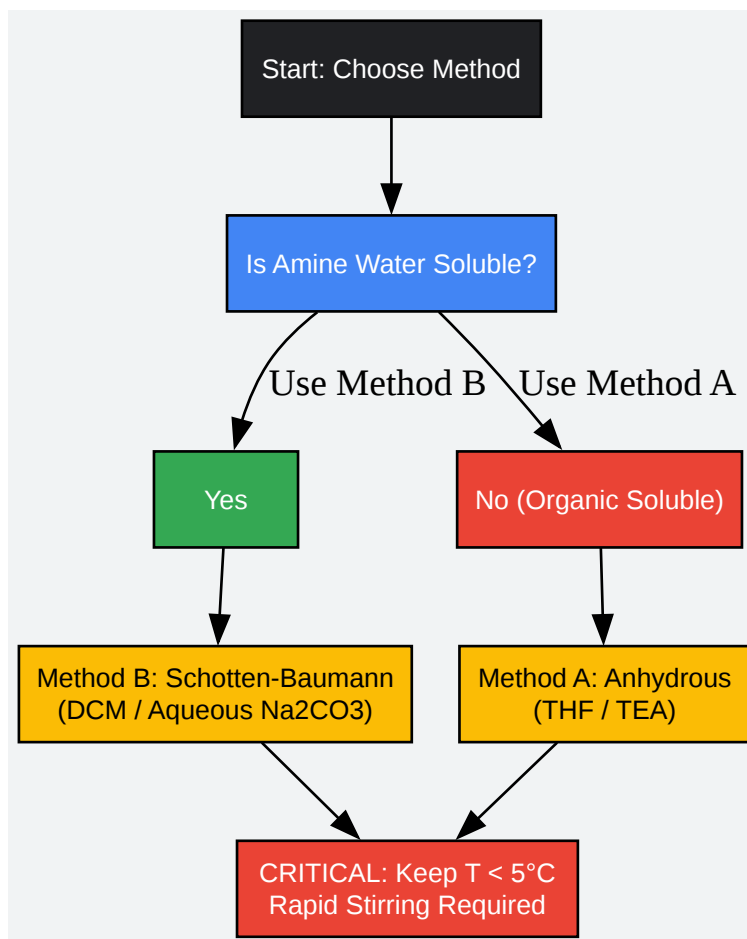 Start: Choose Method
Is Amine Water Soluble?
Use Method B
Use Method A
Yes
No (Organic Soluble)
Method B: Schotten-Baumann
(DCM / Aqueous Na2CO3)
Method A: Anhydrous
(THF / TEA)
CRITICAL: Keep T < 5°C
Rapid Stirring Required